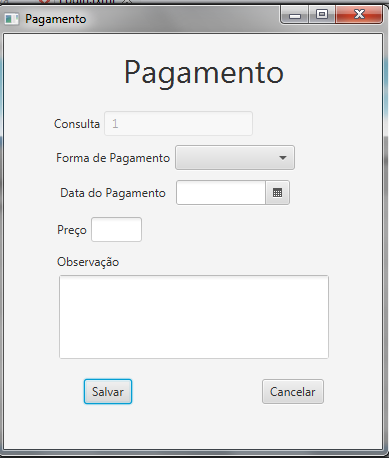 Pagamento
Pagamento
Consulta 1
Forma de Pagamento
Data do Pagamento
Preço
Observação
Salvar Cancelar